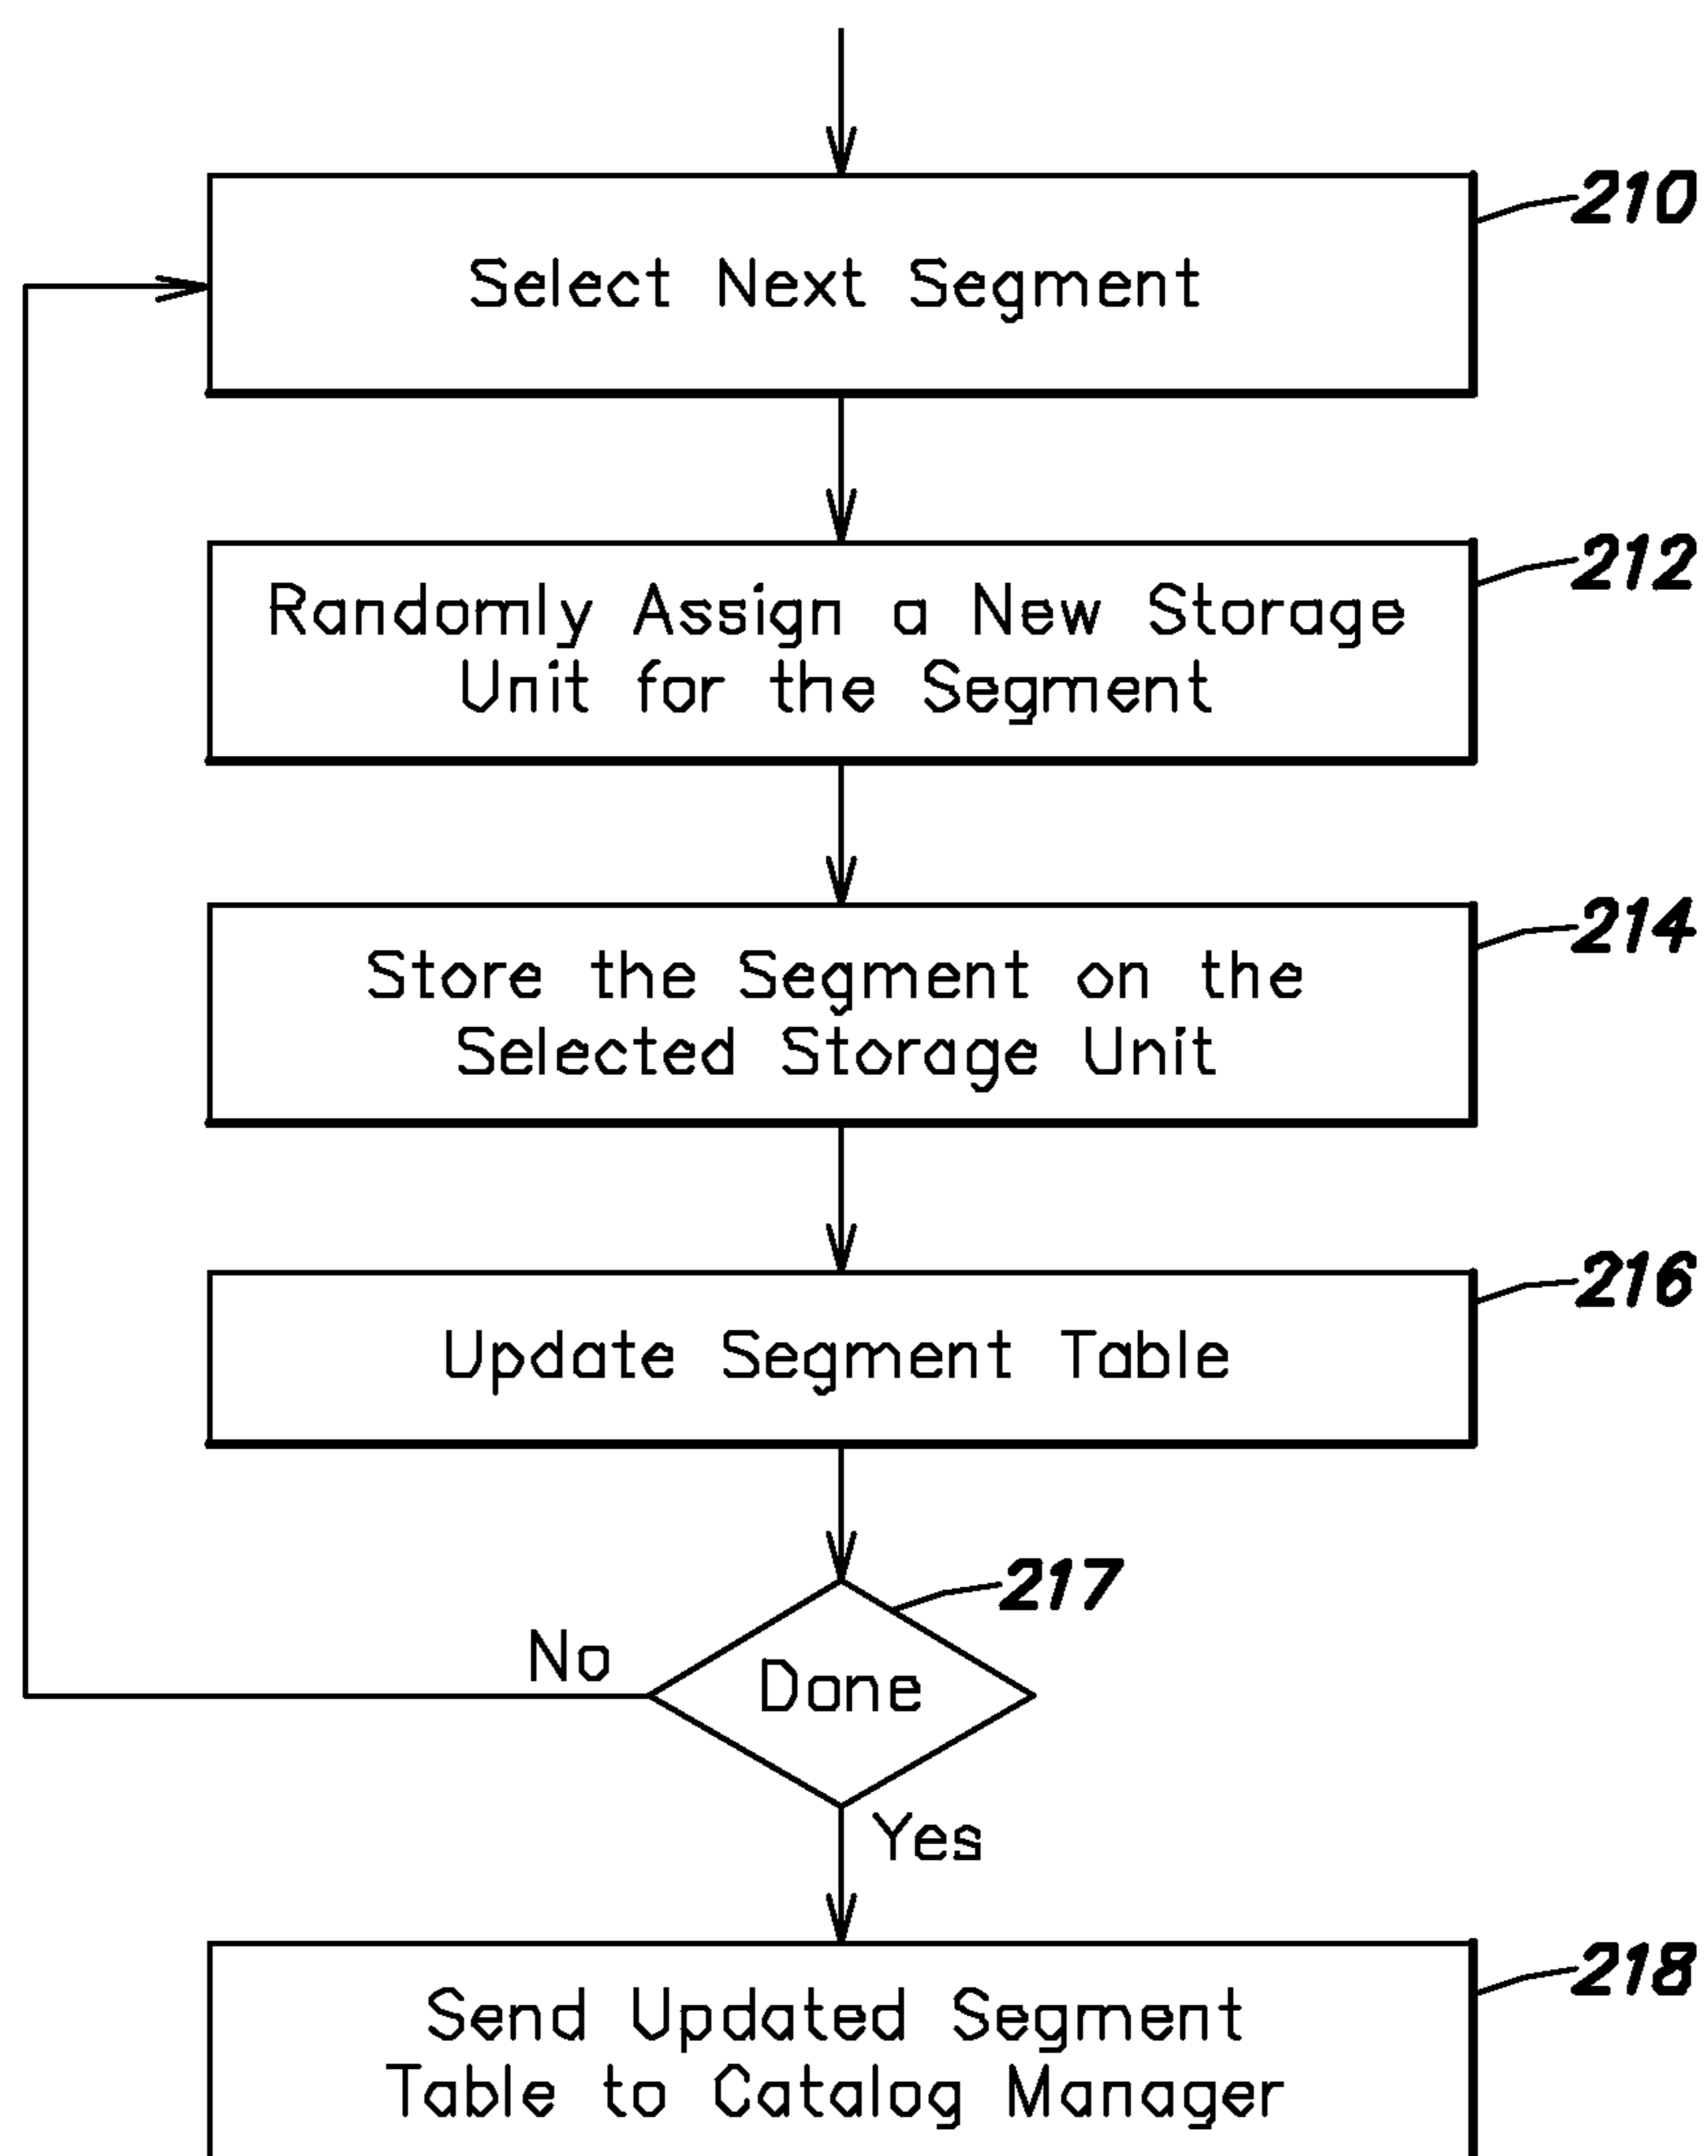 210
Select Next Segment
212
Randomly Assign a New Storage
Unit for the Segment
214
Store the Segment on the
Selected Storage Unit
216
Update Segment Table
217
No
Done
Yes
218
Send Updated Segment
Table to Catalog Manager